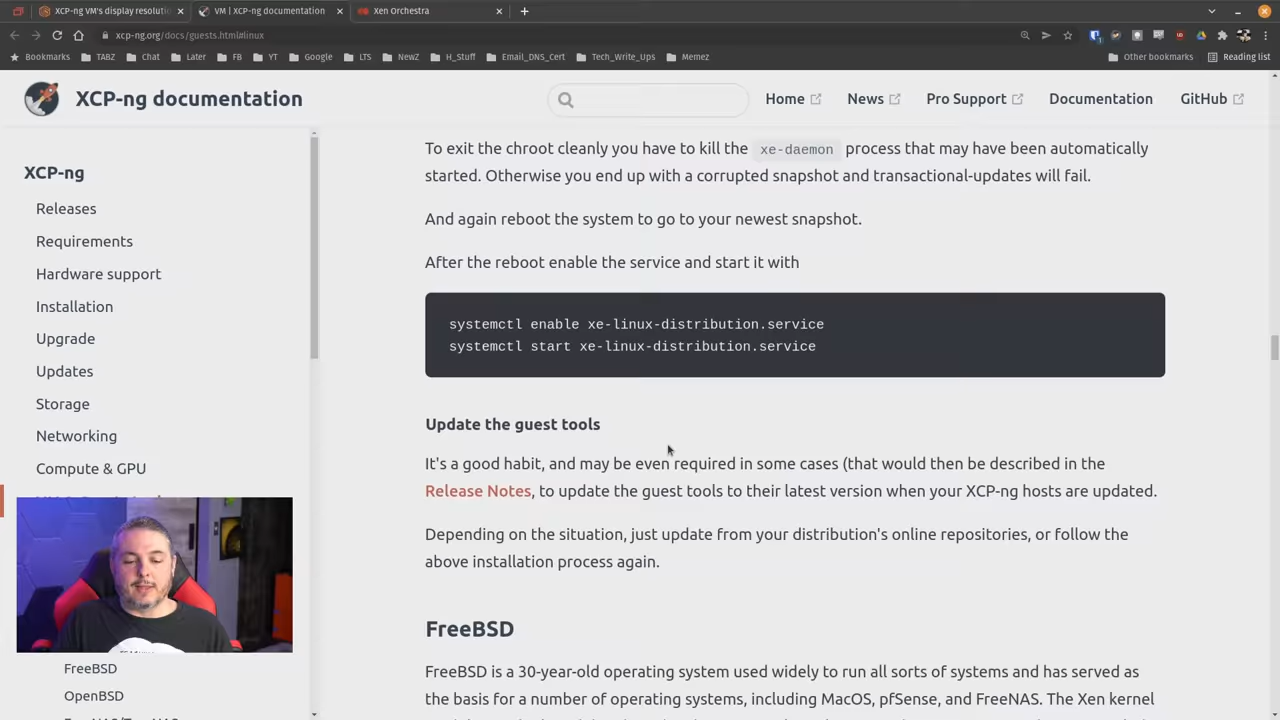 XCP-ng VM's display resoluti
VM | XCP-ng documentation
Xen Orchestra
xcp-ng.org/docs/guests.html#linux
Bookmarks
TABZ
Chat
Later
FB
YT
Google
LTS
NewZ
H_Stuff
Email_DNS_Cert
Tech_Write_Ups
Memez
Other bookmarks
Reading list
XCP-ng documentation
Home
News
Pro Support
Documentation
GitHub
XCP-ng
Releases
Requirements
Hardware support
Installation
Upgrade
Updates
Storage
Networking
Compute & GPU
FreeBSD
OpenBSD
To exit the chroot cleanly you have to kill the xe-daemon process that may have been automatically
started. Otherwise you end up with a corrupted snapshot and transactional-updates will fail.
And again reboot the system to go to your newest snapshot.
After the reboot enable the service and start it with
systemctl enable xe-linux-distribution.service
systemctl start xe-linux-distribution.service
Update the guest tools
It's a good habit, and may be even required in some cases (that would then be described in the
Release Notes, to update the guest tools to their latest version when your XCP-ng hosts are updated.
Depending on the situation, just update from your distribution's online repositories, or follow the
above installation process again.
FreeBSD
FreeBSD is a 30-year-old operating system used widely to run all sorts of systems and has served as
the basis for a number of operating systems, including MacOS, pfSense, and FreeNAS. The Xen kernel